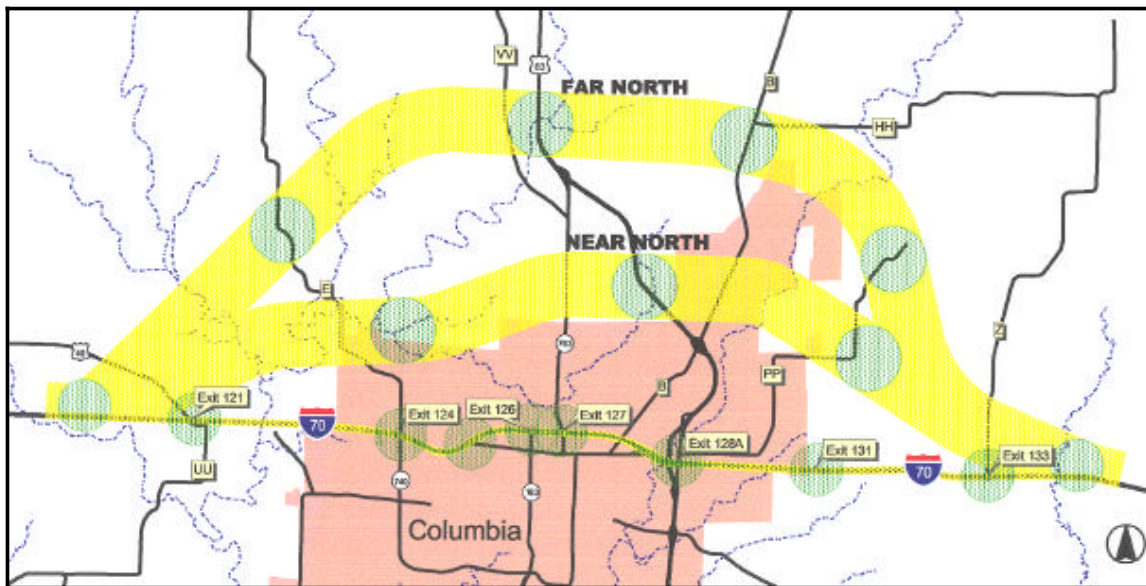 VV
63
B
FAR NORTH
HH
NEAR NORTH
E
Z
40
763
PP
B
Exit 121
Exit 124
Exit 126
Exit 127
70
Exit 128A
Exit 131
70
Exit 133
UU
740
763
Columbia